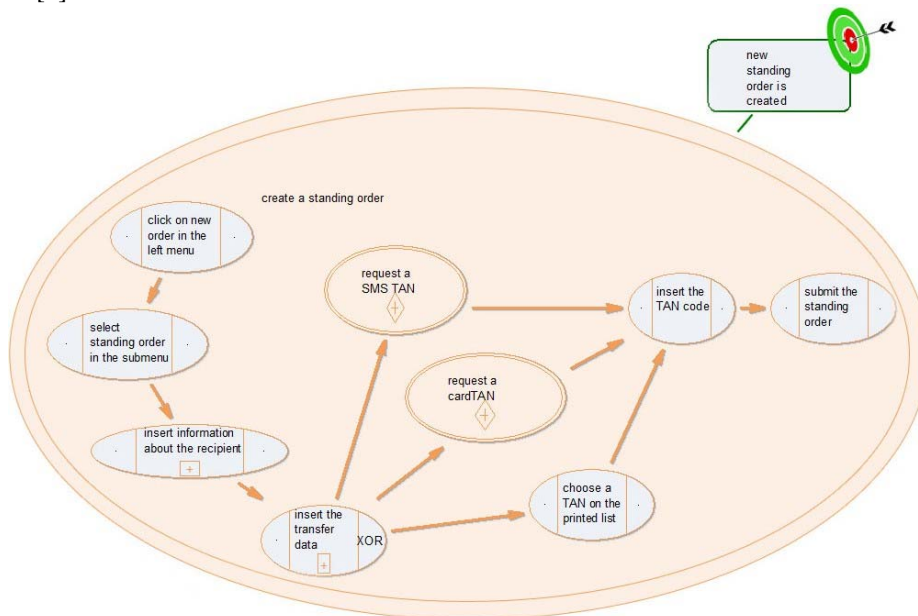 new
standing
order is
created
create a standing order
click on new
order in the
left menu
select
standing order
in the submenu
insert information
about the recipient
insert the
transfer
data
XOR
request a
SMS TAN
request a
cardTAN
choose a
TAN on the
printed list
insert the
TAN code
submit the
standing
order